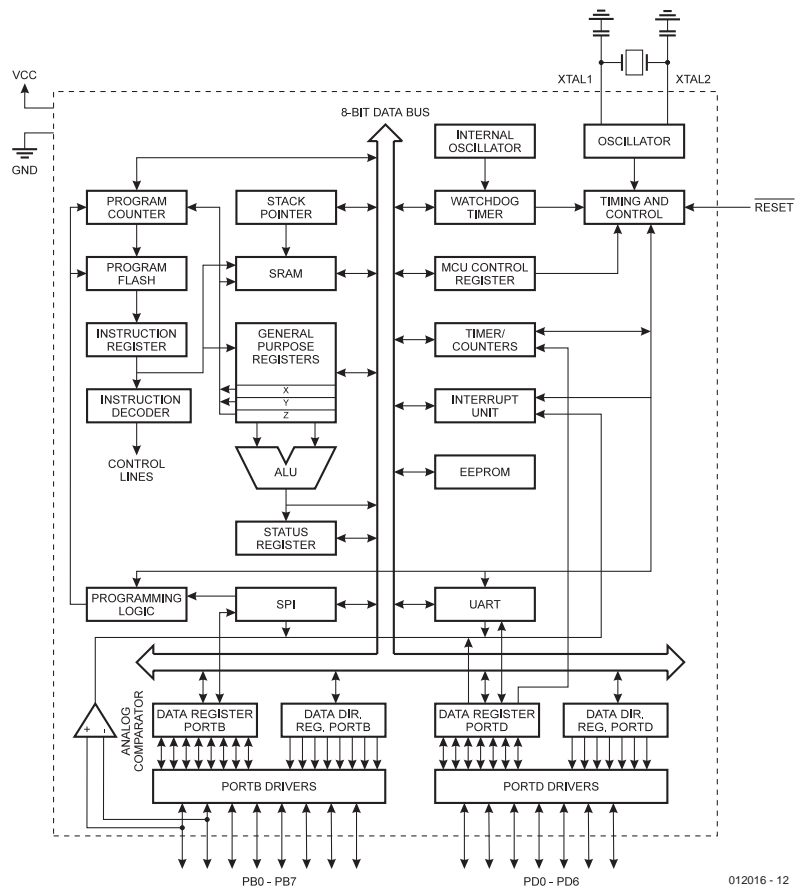 XTAL1
XTAL2
VCC
8-BIT DATA BUS
GND
INTERNAL
OSCILLATOR
OSCILLATOR
PROGRAM
COUNTER
STACK
POINTER
WATCHDOG
TIMER
TIMING AND
CONTROL
RESET
PROGRAM
FLASH
SRAM
MCU CONTROL
REGISTER
INSTRUCTION
REGISTER
GENERAL
PURPOSE
REGISTERS
TIMER/
COUNTERS
X
Y
Z
INSTRUCTION
DECODER
INTERRUPT
UNIT
CONTROL
LINES
ALU
EEPROM
STATUS
REGISTER
PROGRAMMING
LOGIC
SPI
UART
ANALOG
COMPARATOR
+
-
DATA REGISTER
PORTB
DATA DIR,
REG, PORTB
DATA REGISTER
PORTD
DATA DIR,
REG, PORTD
PORTB DRIVERS
PORTD DRIVERS
PB0 - PB7
PD0 - PD6
012016 - 12